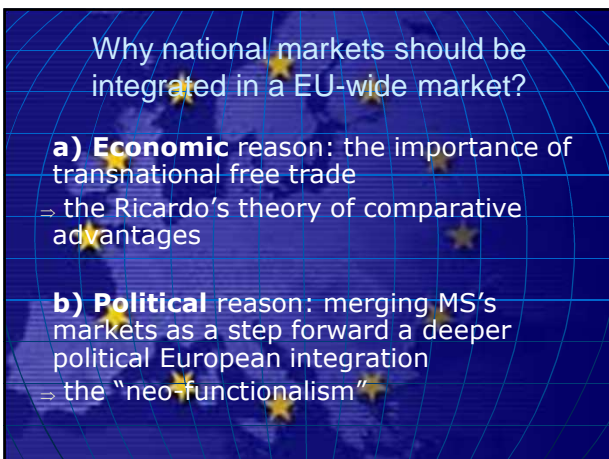 Why national markets should be
integrated in a EU-wide market?
a) Economic reason: the importance of
transnational free trade
⇒ the Ricardo's theory of comparative
advantages
b) Political reason: merging MS's
markets as a step forward a deeper
political European integration
⇒ the “neo-functionalism”